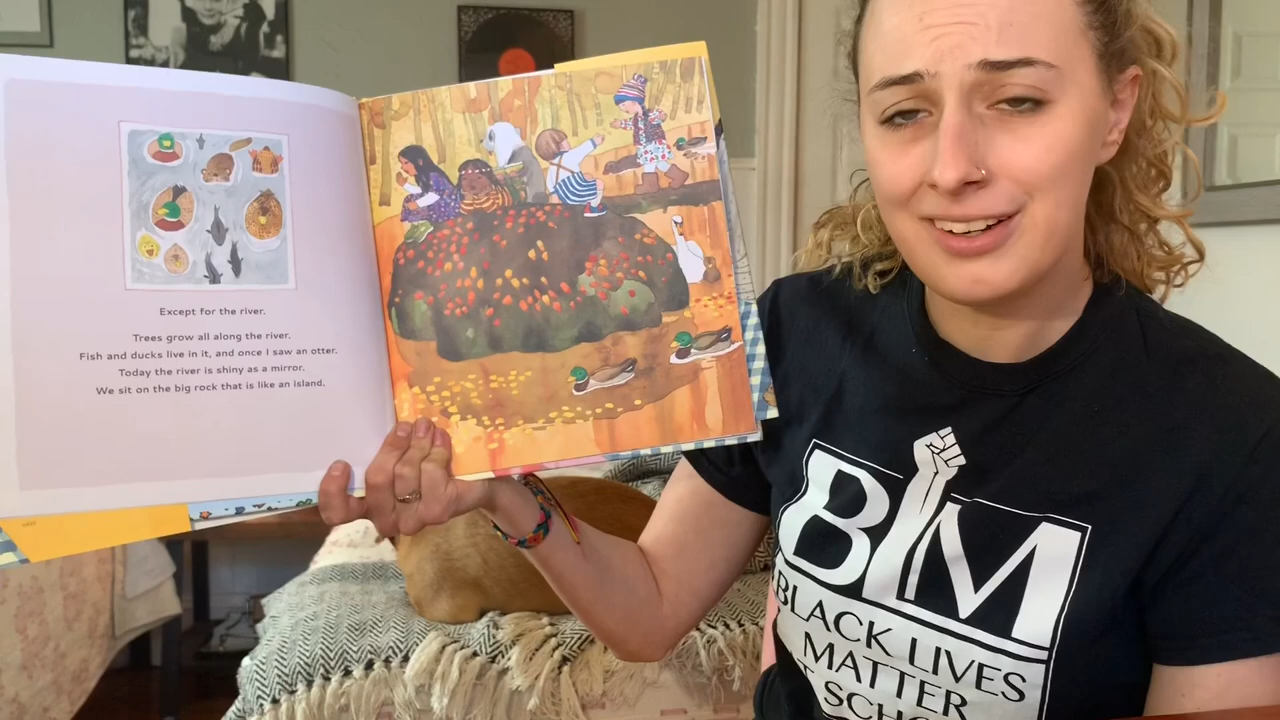 Except for the river.
Trees grow all along the river.
Fish and ducks live in it, and once I saw an otter.
Today the river is shiny as a mirror.
We sit on the big rock that is like an island.
BLM
BLACK LIVES
MATTER